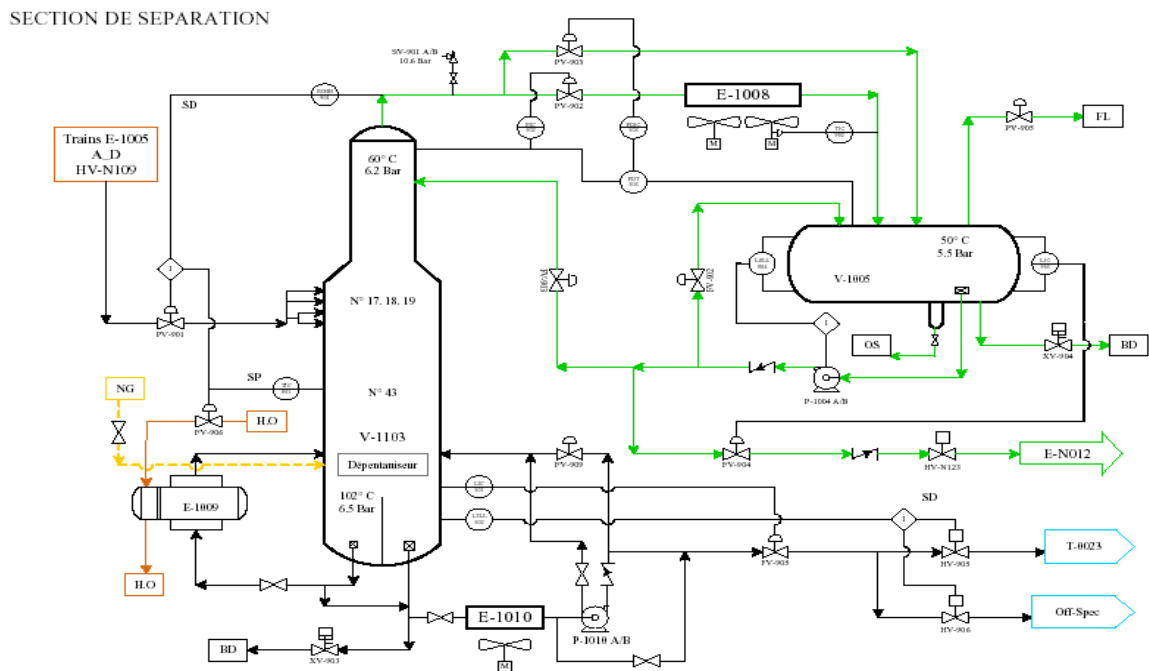 SECTION DE SEPARATION
SV-901 A/B
10.6 Bar
PV-903
SD
E-1008
PV-902
M
M
PV-905
FL
Trains E-1005
A_D
HV-N109
60° C
6.2 Bar
50° C
5.5 Bar
V-1005
I
PV-901
N° 17. 18. 19
FV-902
I
OS
XV-904
BD
P-1004 A/B
NG
SP
N° 43
PV-906
H.O
V-1103
Dépentaniseur
PV-909
PV-904
HV-N123
E-N012
E-1009
102° C
6.5 Bar
SD
I
H.O
T-0023
HV-905
E-1010
P-1010 A/B
Off-Spec
HV-906
BD
XV-903
M